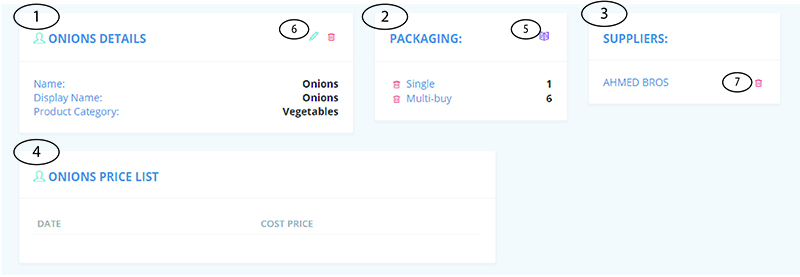 1
ONIONS DETAILS
6
Name: Onions
Display Name: Onions
Product Category: Vegetables
2
PACKAGING:
5
Single 1
Multi-buy 6
3
SUPPLIERS:
AHMED BROS
7
4
ONIONS PRICE LIST
DATE COST PRICE